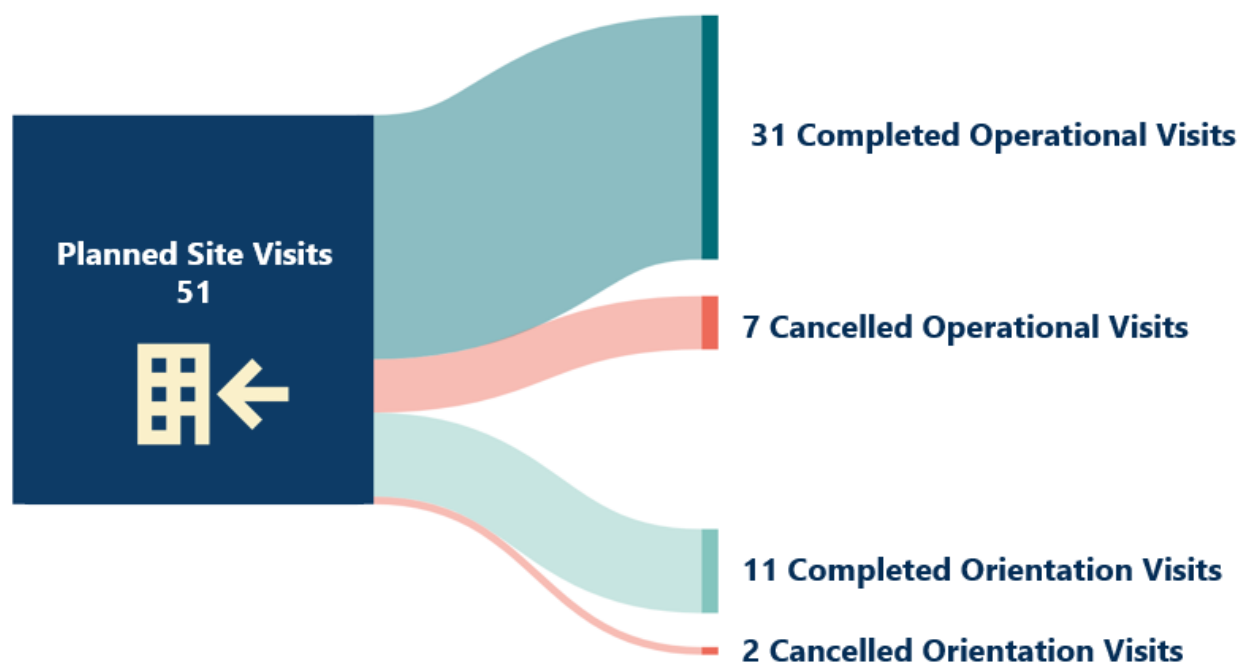 Planned Site Visits
51
31 Completed Operational Visits
7 Cancelled Operational Visits
11 Completed Orientation Visits
2 Cancelled Orientation Visits